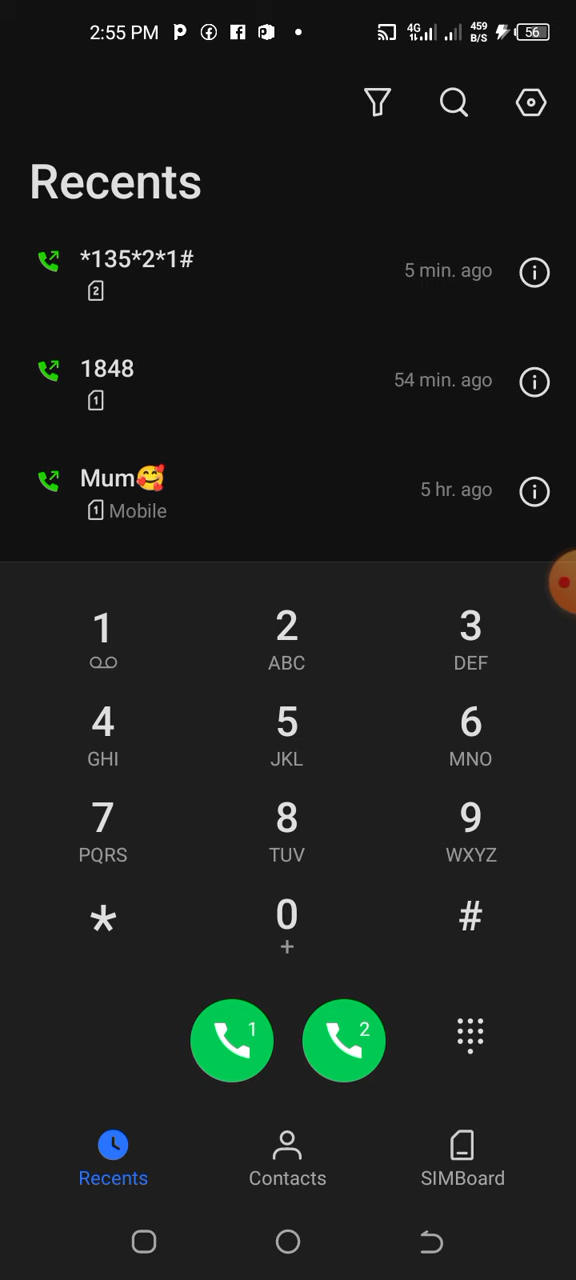 2:55 PM 4G 459 B/S 56
Recents
*135*2*1#
5 min. ago
2
1848
54 min. ago
1
Mum🥰
5 hr. ago
1 Mobile
1 2 3
ABC DEF
4 5 6
GHI JKL MNO
7 8 9
PQRS TUV WXYZ
* 0 #
+
1 2
Recents Contacts SIMBoard